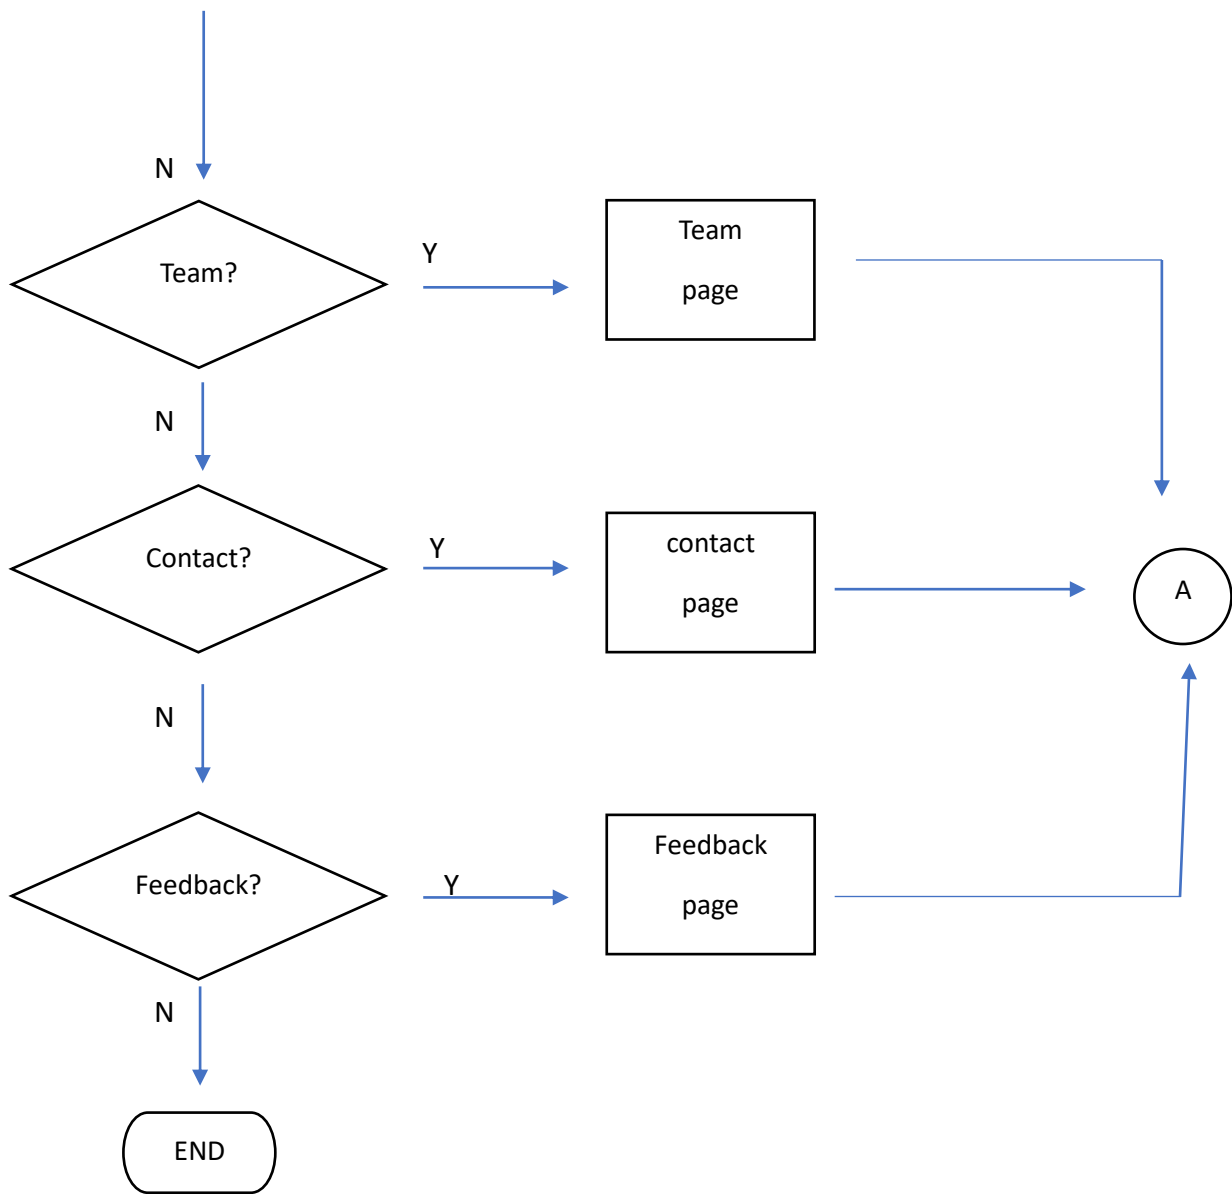 N
Team?
Y
Team
page
N
Contact?
Y
contact
page
A
N
Feedback?
Y
Feedback
page
N
END